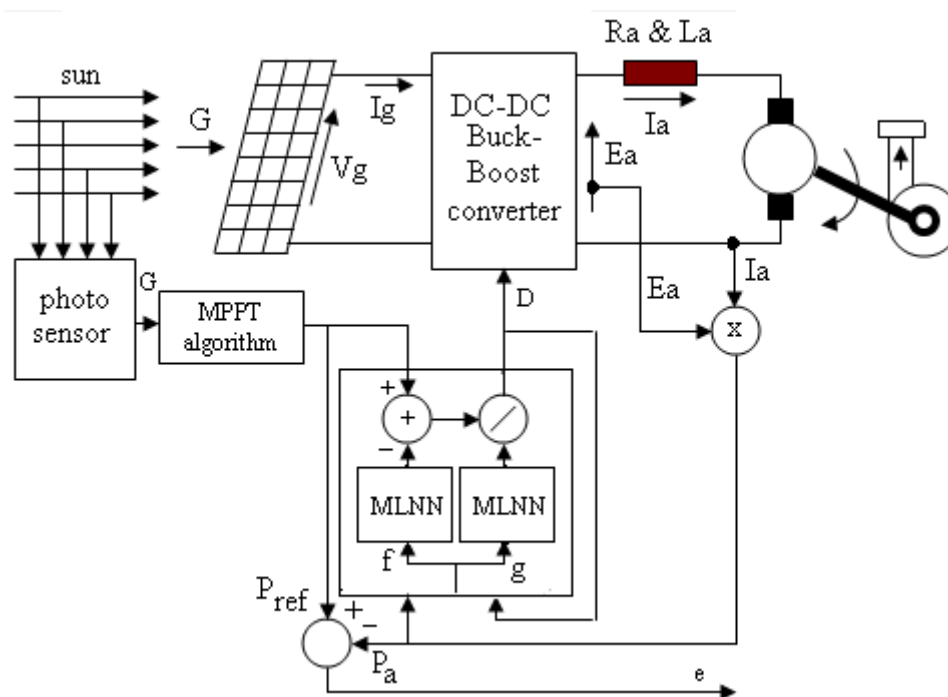 Ra & La
sun
G
Ig
Vg
DC-DC
Buck-
Boost
converter
Ea
Ia
photo
sensor
G
MPPT
algorithm
D
Ea
Ia
x
+
+
/
−
MLNN
MLNN
f
g
Pref
+
−
Pa
e